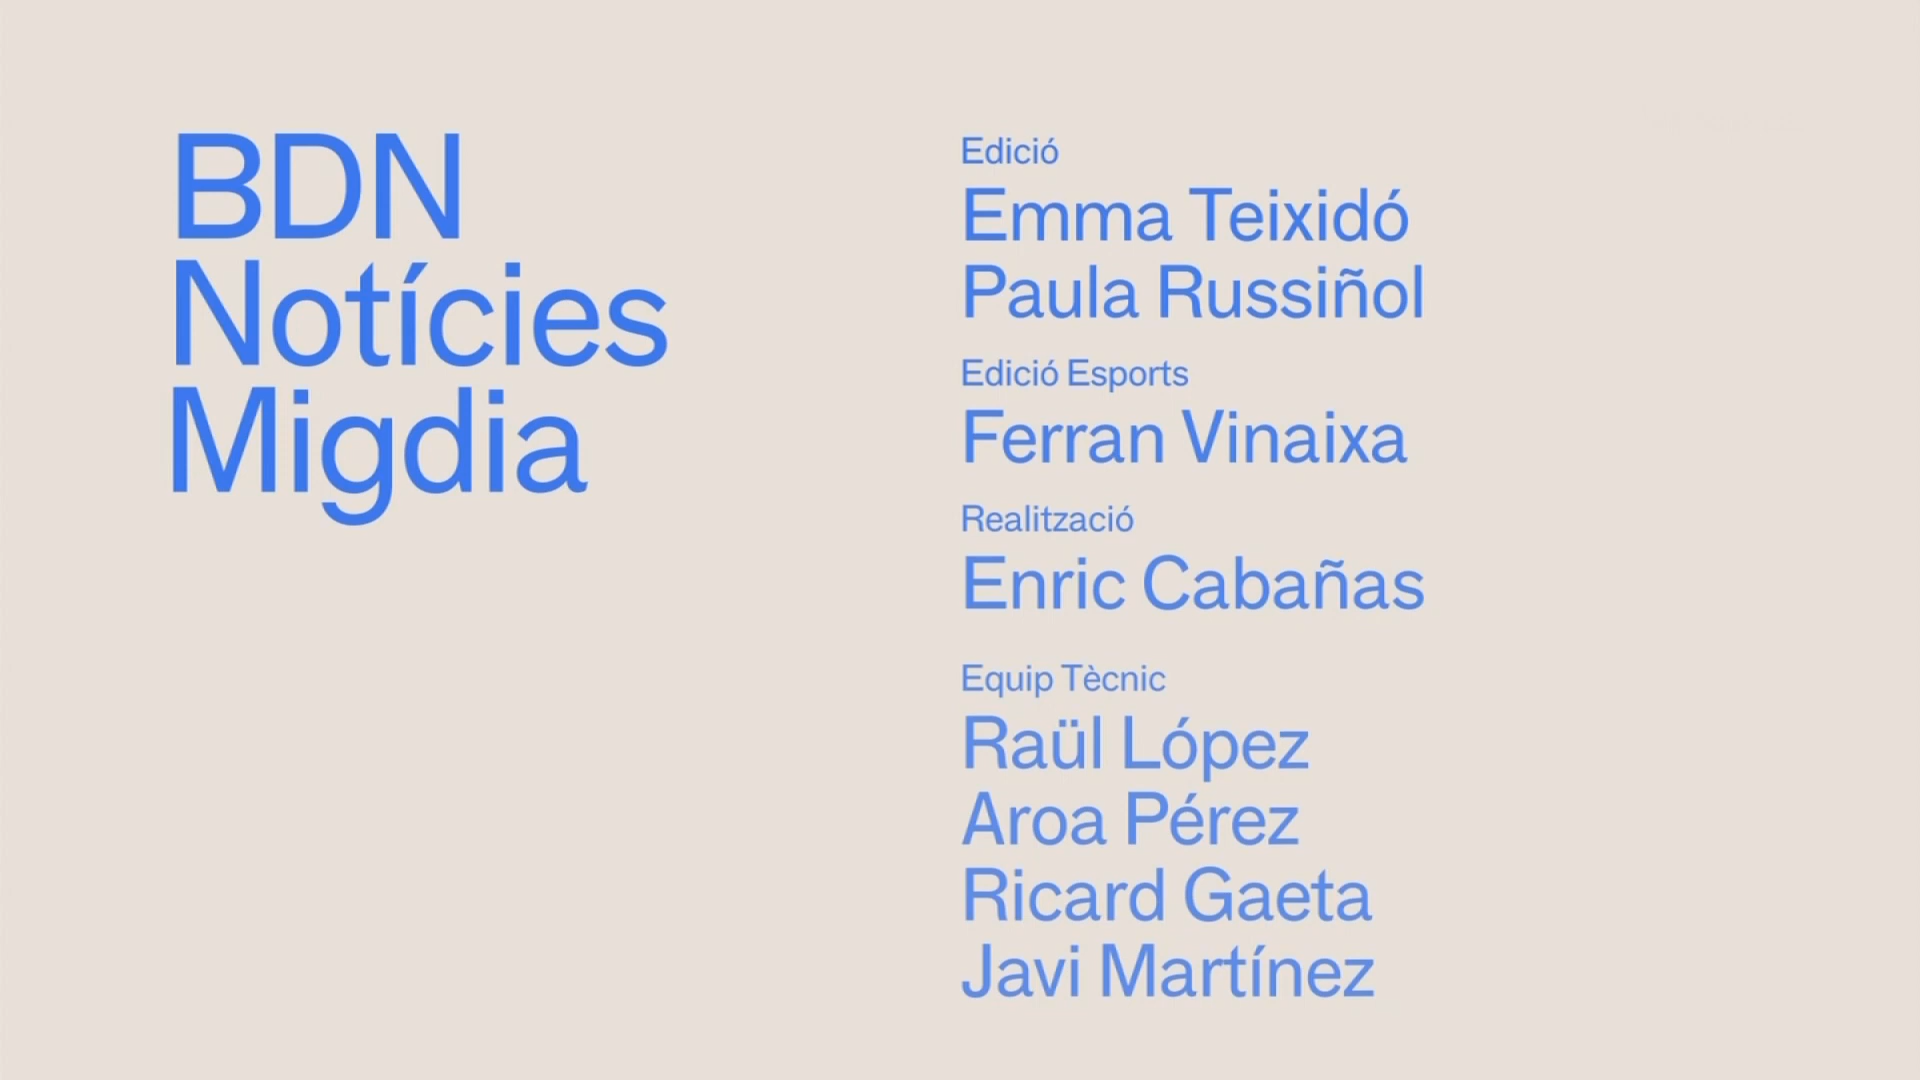 BDN
Notícies
Migdia
Edició
Emma Teixidó
Paula Russiñol
Edició Esports
Ferran Vinaixa
Realització
Enric Cabañas
Equip Tècnic
Raül López
Aroa Pérez
Ricard Gaeta
Javi Martínez